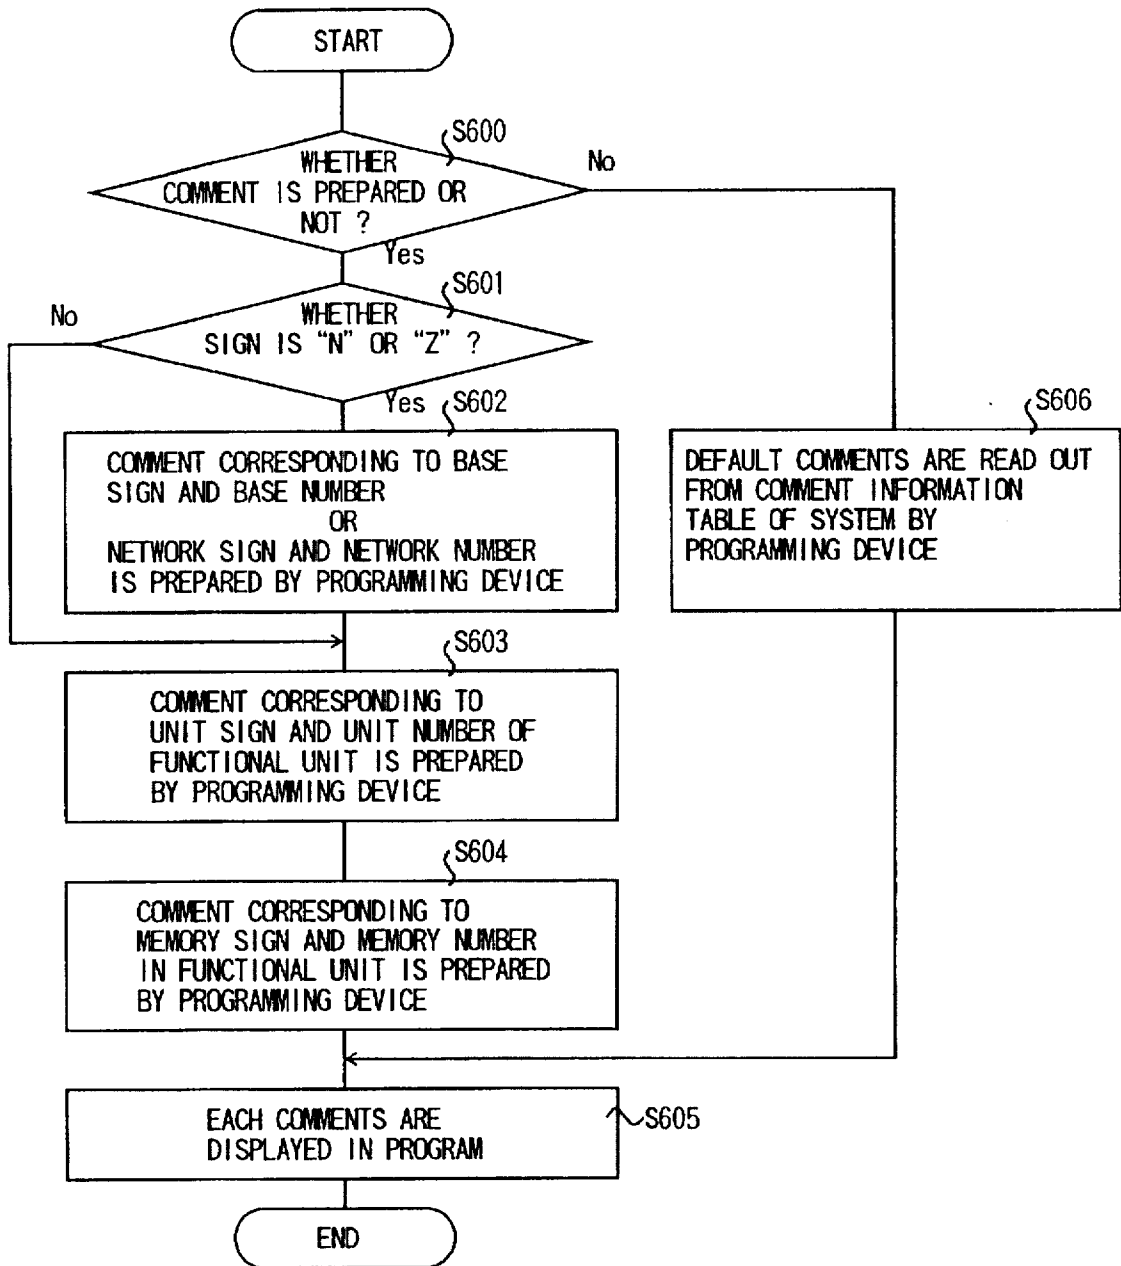 START
S600
WHETHER
COMMENT IS PREPARED OR
NOT ?
No
Yes
S601
WHETHER
SIGN IS “N” OR “Z” ?
No
Yes
S602
COMMENT CORRESPONDING TO BASE
SIGN AND BASE NUMBER
OR
NETWORK SIGN AND NETWORK NUMBER
IS PREPARED BY PROGRAMMING DEVICE
S606
DEFAULT COMMENTS ARE READ OUT
FROM COMMENT INFORMATION
TABLE OF SYSTEM BY
PROGRAMMING DEVICE
S603
COMMENT CORRESPONDING TO
UNIT SIGN AND UNIT NUMBER OF
FUNCTIONAL UNIT IS PREPARED
BY PROGRAMMING DEVICE
S604
COMMENT CORRESPONDING TO
MEMORY SIGN AND MEMORY NUMBER
IN FUNCTIONAL UNIT IS PREPARED
BY PROGRAMMING DEVICE
EACH COMMENTS ARE
DISPLAYED IN PROGRAM
S605
END